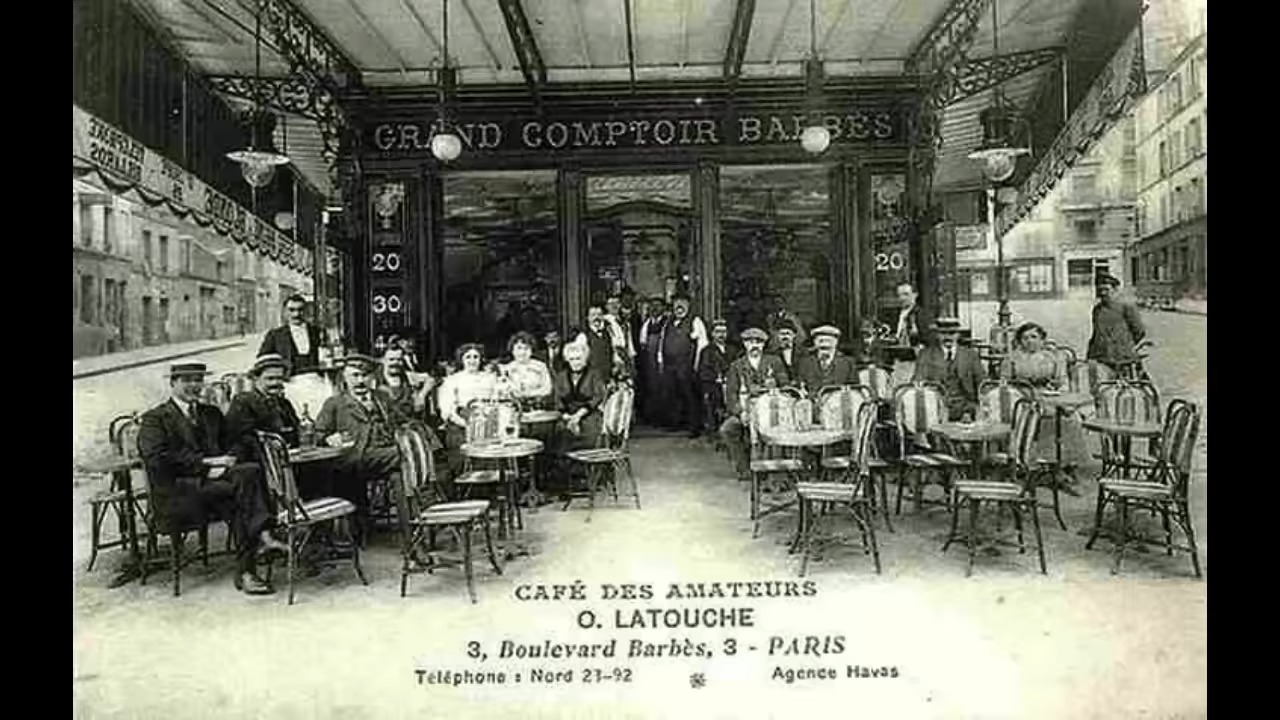 GRAND COMPTOIR BARBÈS
20
20
30
CAFÉ DES AMATEURS
O. LATOUCHE
3, Boulevard Barbès, 3 - PARIS
Téléphone : Nord 23-92
Agence Havas